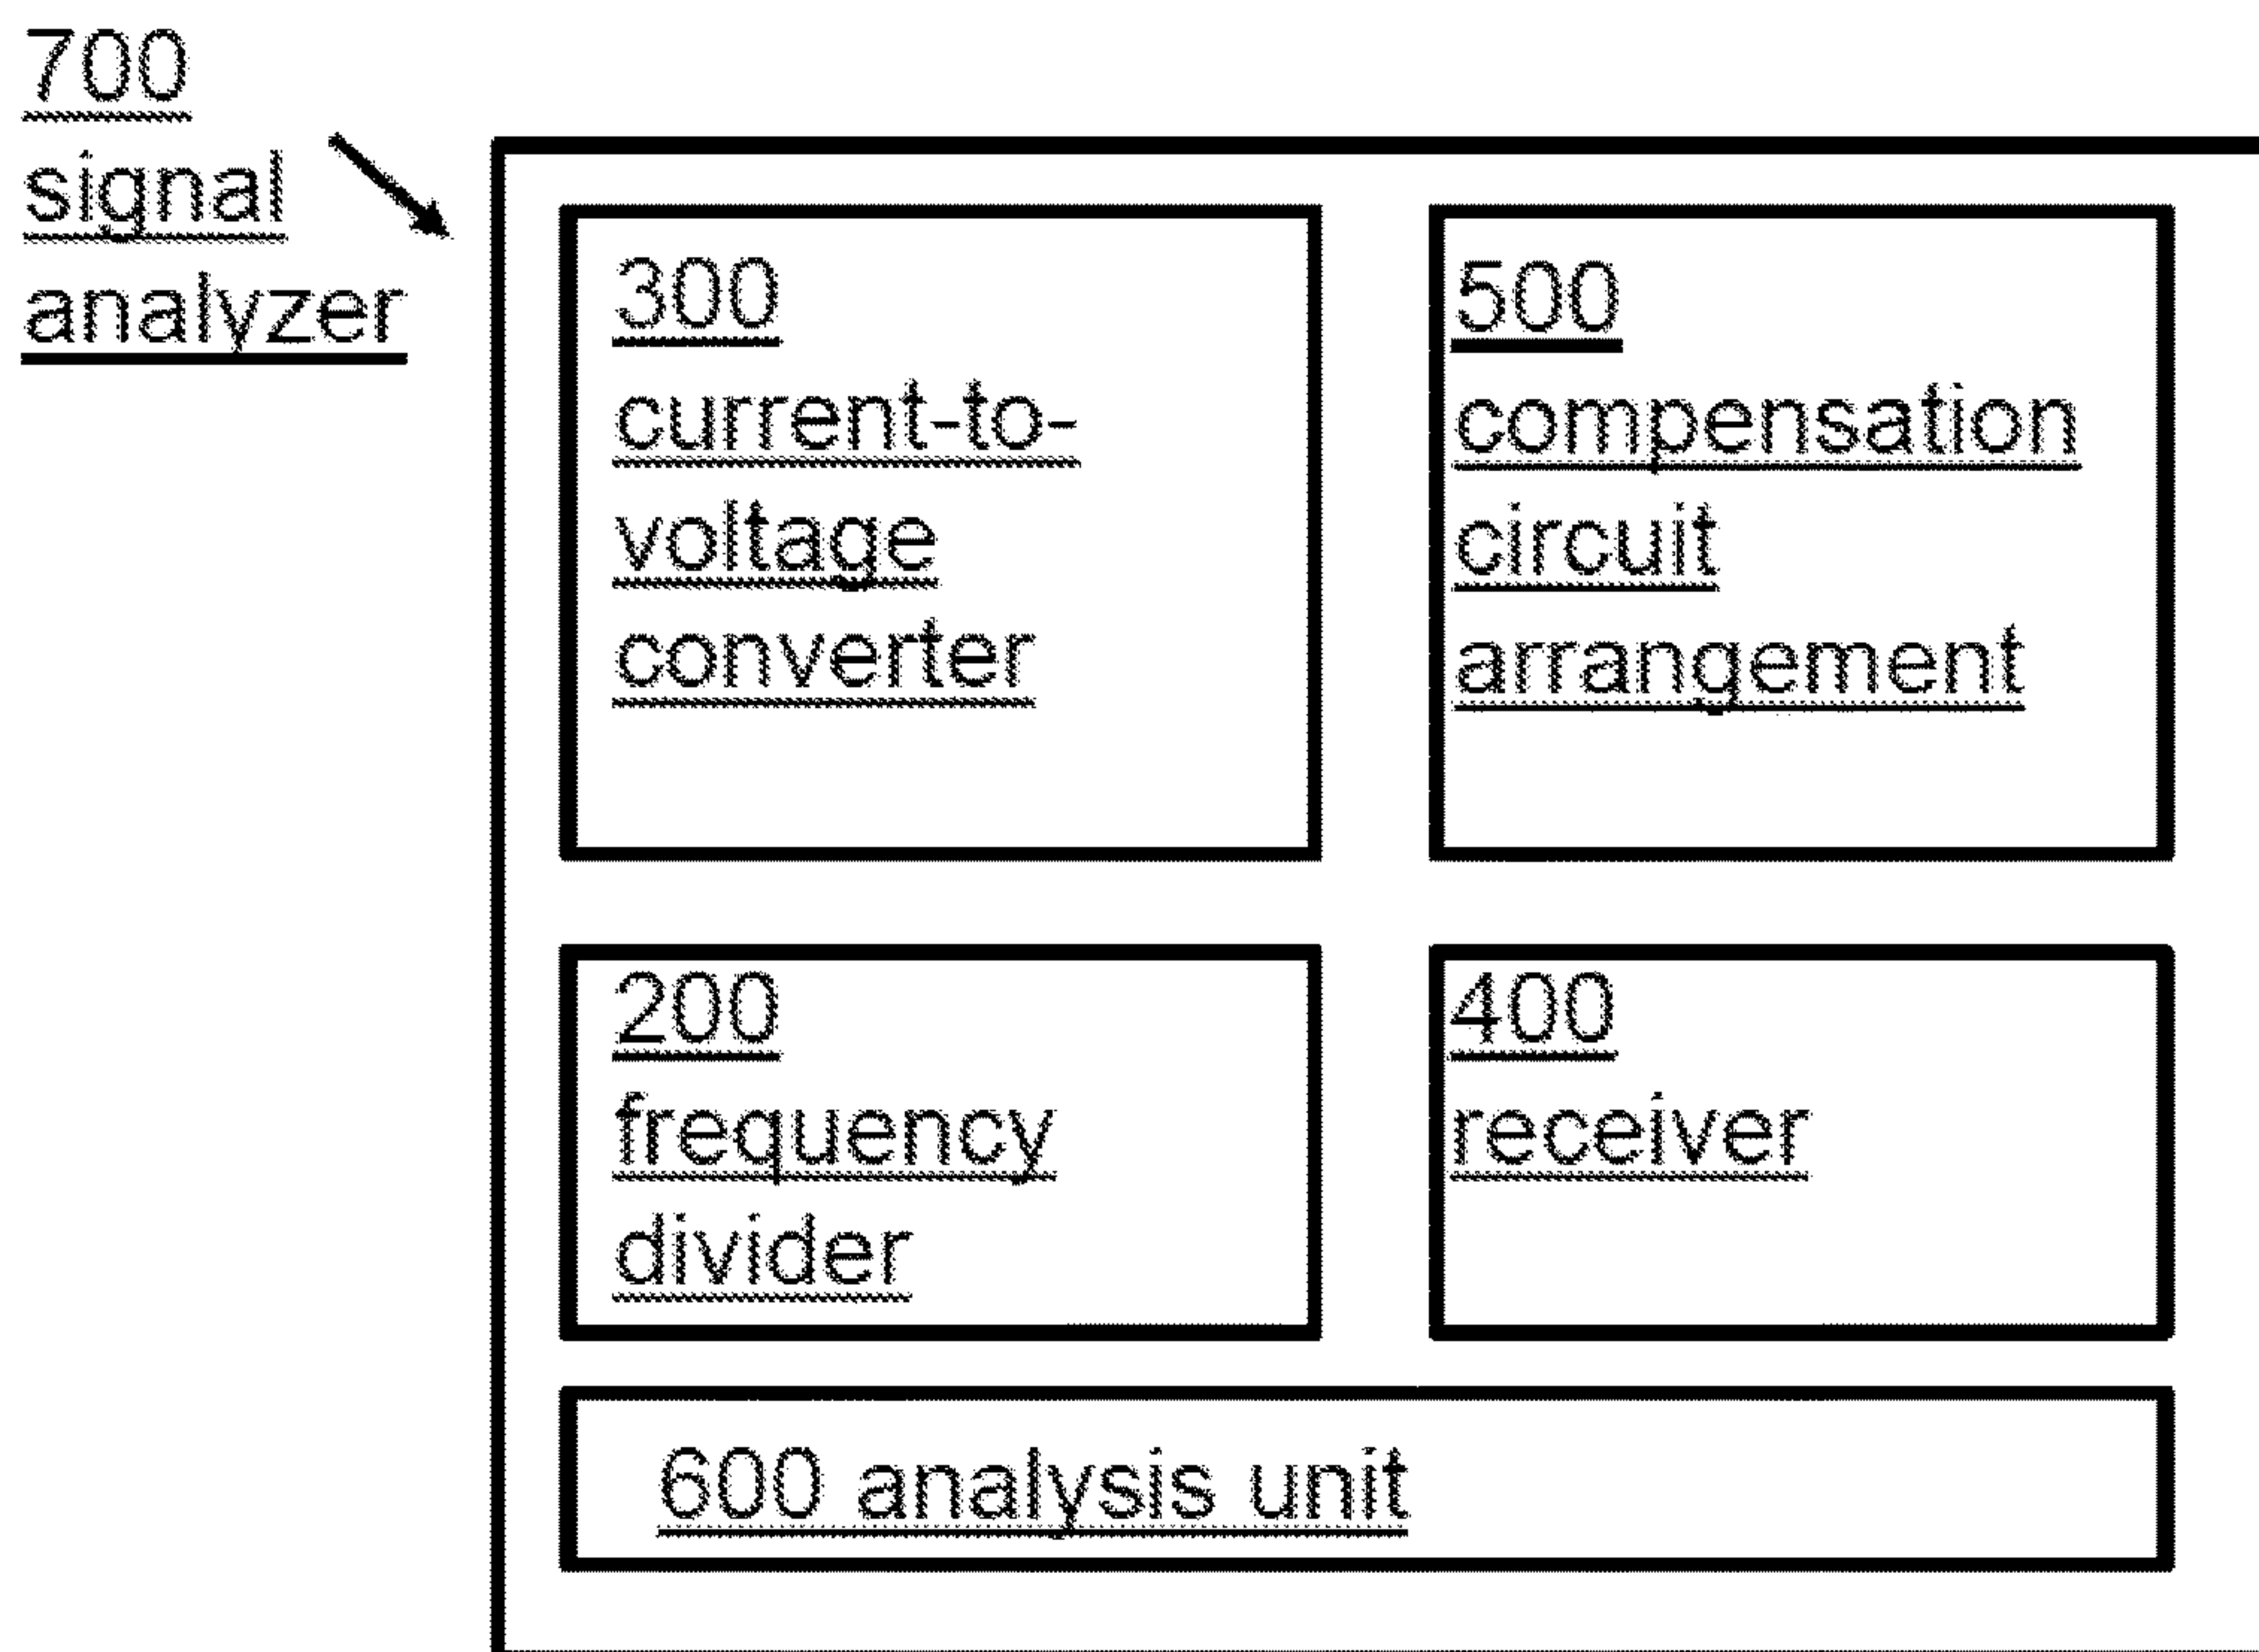 700
signal
analyzer
300
current-to-
voltage
converter
500
compensation
circuit
arrangement
200
frequency
divider
400
receiver
600 analysis unit